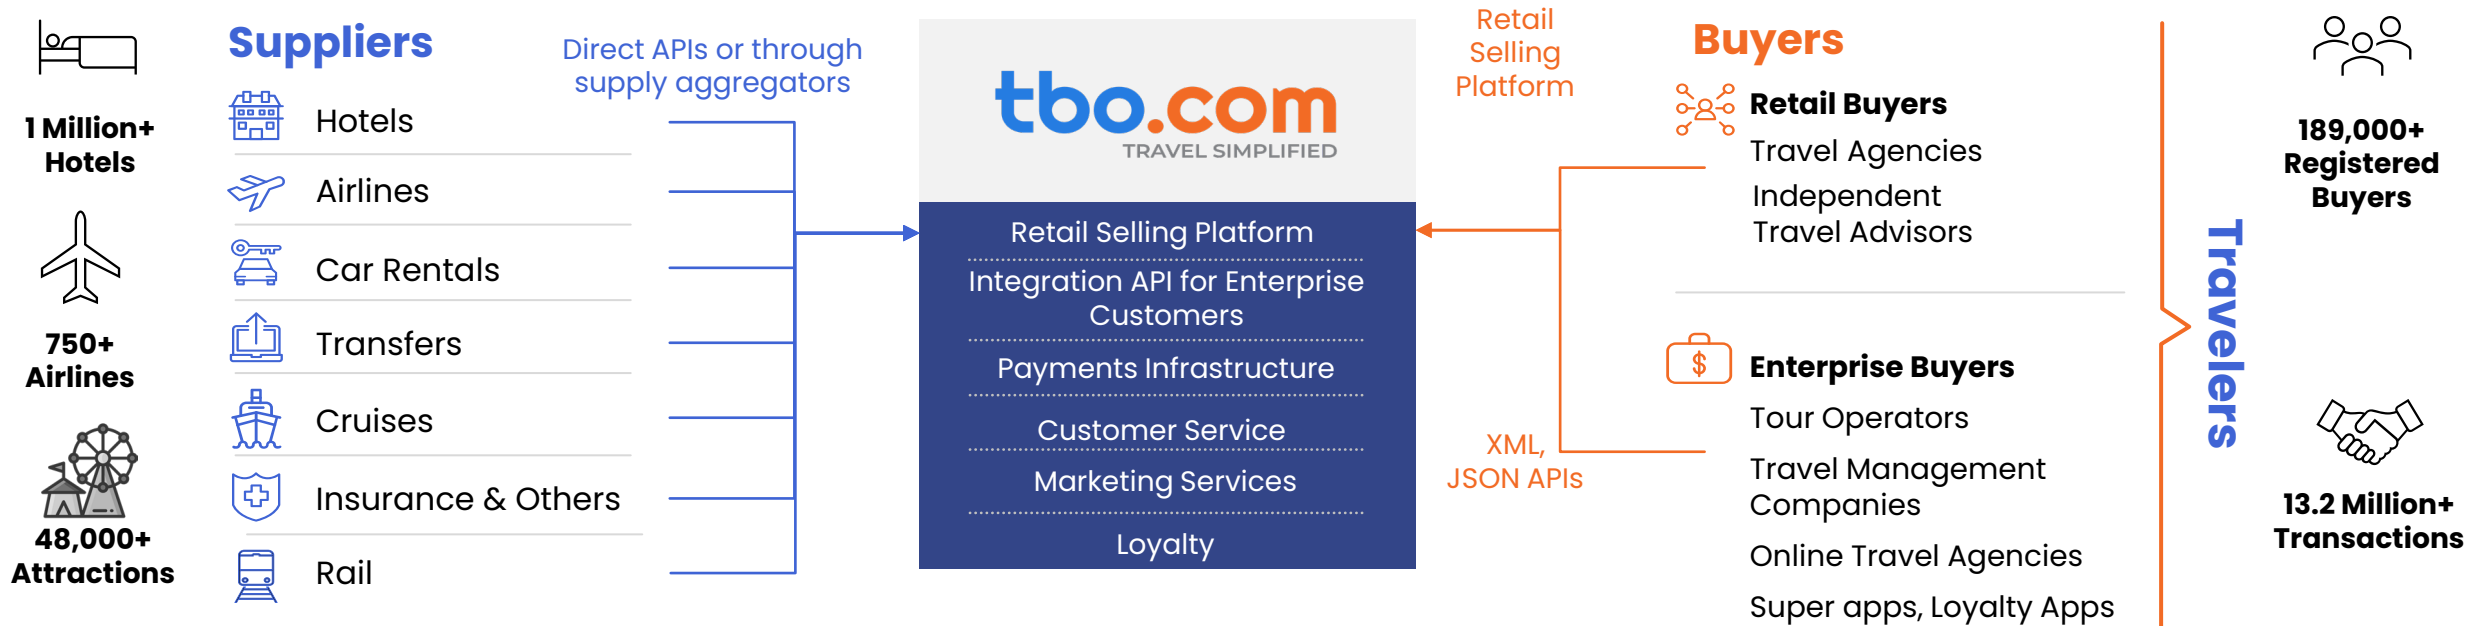 1 Million+
Hotels
750+
Airlines
48,000+
Attractions
Suppliers
Hotels
Airlines
Car Rentals
Transfers
Cruises
Insurance & Others
Rail
Direct APIs or through
supply aggregators
tbo.com
TRAVEL SIMPLIFIED
Retail Selling Platform
Integration API for Enterprise
Customers
Payments Infrastructure
Customer Service
Marketing Services
Loyalty
Retail
Selling
Platform
XML,
JSON APIs
Buyers
Retail Buyers
Travel Agencies
Independent
Travel Advisors
$
Enterprise Buyers
Tour Operators
Travel Management
Companies
Online Travel Agencies
Super apps, Loyalty Apps
Travelers
189,000+
Registered
Buyers
13.2 Million+
Transactions